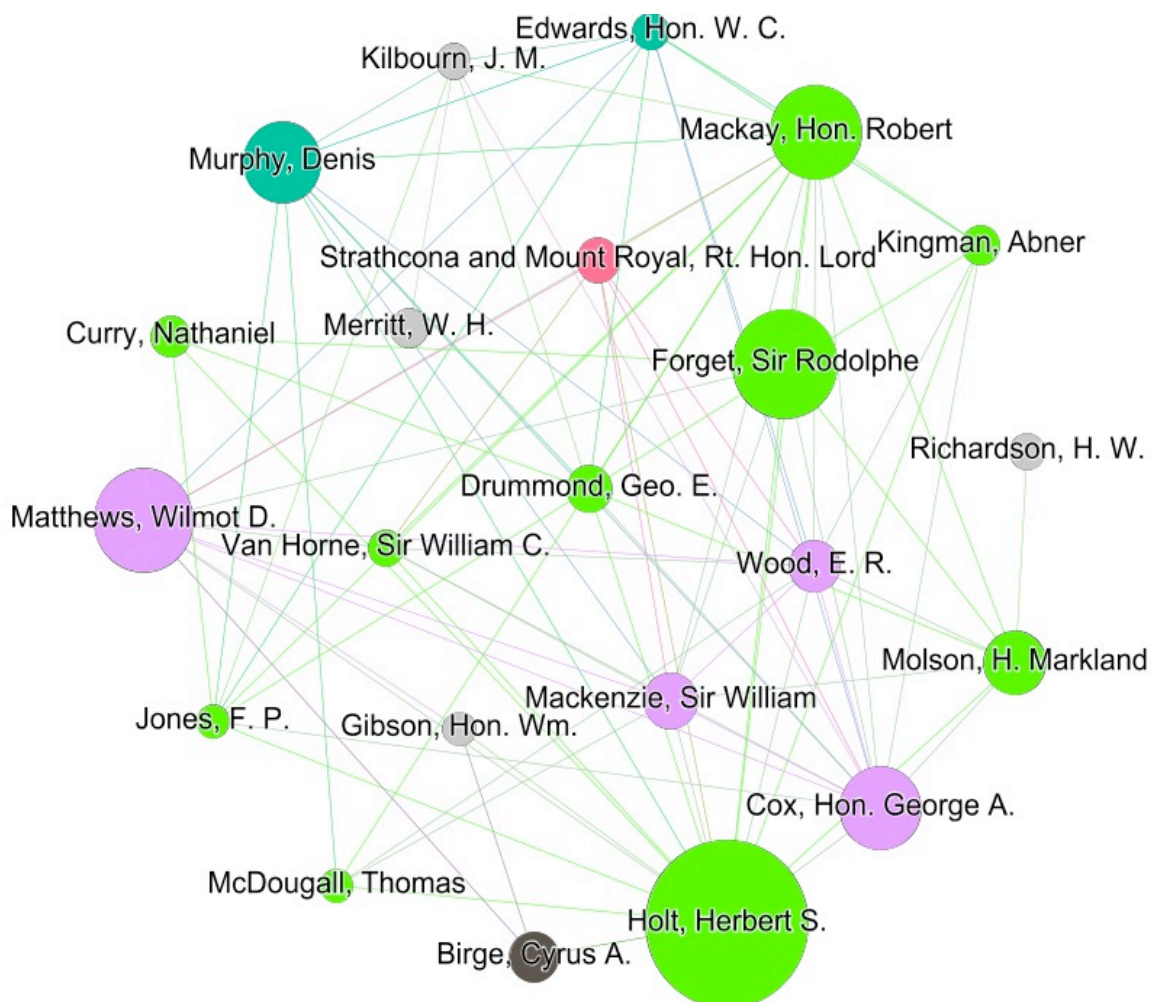 Edwards, Hon. W. C.
Kilbourn, J. M.
Mackay, Hon. Robert
Murphy, Denis
Kingman, Abner
Strathcona and Mount Royal, Rt. Hon. Lord
Merritt, W. H.
Curry, Nathaniel
Forget, Sir Rodolphe
Richardson, H. W.
Drummond, Geo. E.
Matthews, Wilmot D.
Van Horne, Sir William C.
Wood, E. R.
Molson, H. Markland
Mackenzie, Sir William
Jones, F. P.
Gibson, Hon. Wm.
Cox, Hon. George A.
McDougall, Thomas
Holt, Herbert S.
Birge, Cyrus A.